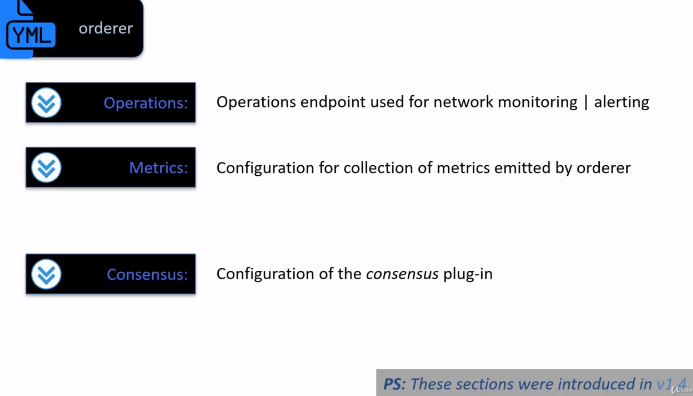 YML
orderer
Operations: Operations endpoint used for network monitoring | alerting
Metrics: Configuration for collection of metrics emitted by orderer
Consensus: Configuration of the consensus plug-in
PS: These sections were introduced in v1.4